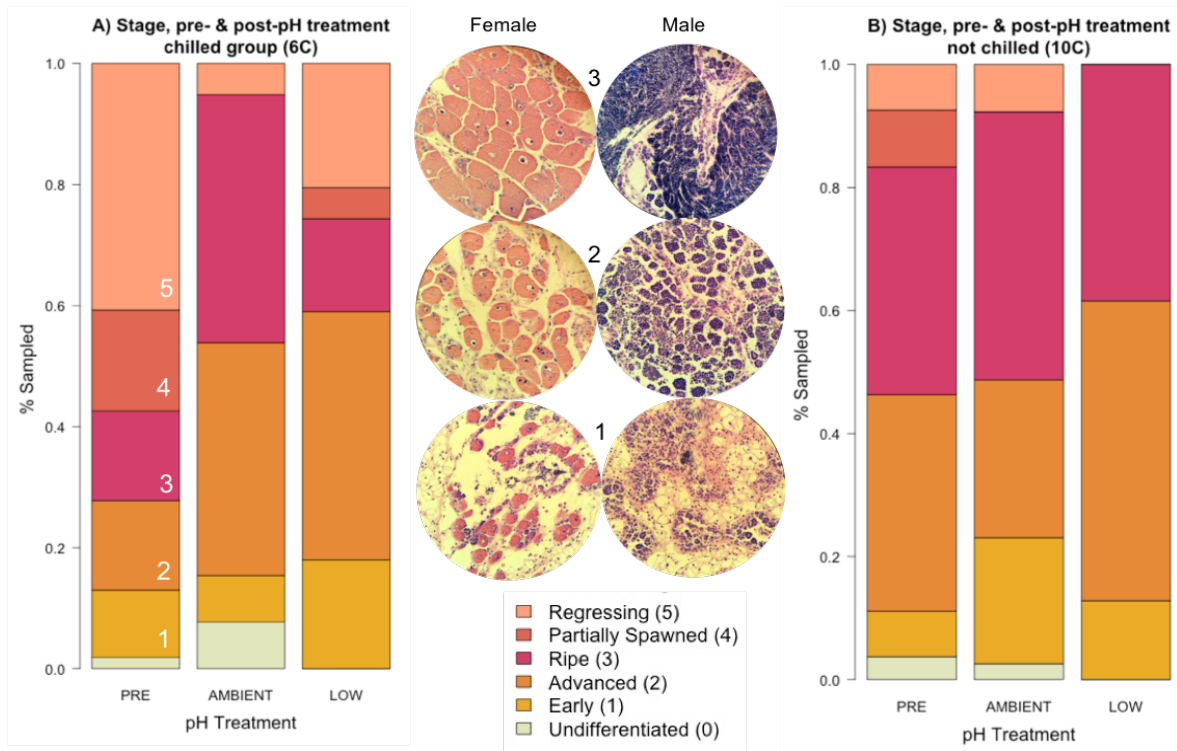 A) Stage, pre- & post-pH treatment
chilled group (6C)
1.0
0.8
0.6
0.4
0.2
0.0
% Sampled
5
4
3
2
1
PRE AMBIENT LOW
pH Treatment
Female Male
3
2
1
Regressing (5)
Partially Spawned (4)
Ripe (3)
Advanced (2)
Early (1)
Undifferentiated (0)
B) Stage, pre- & post-pH treatment
not chilled (10C)
1.0
0.8
0.6
0.4
0.2
0.0
% Sampled
PRE AMBIENT LOW
pH Treatment